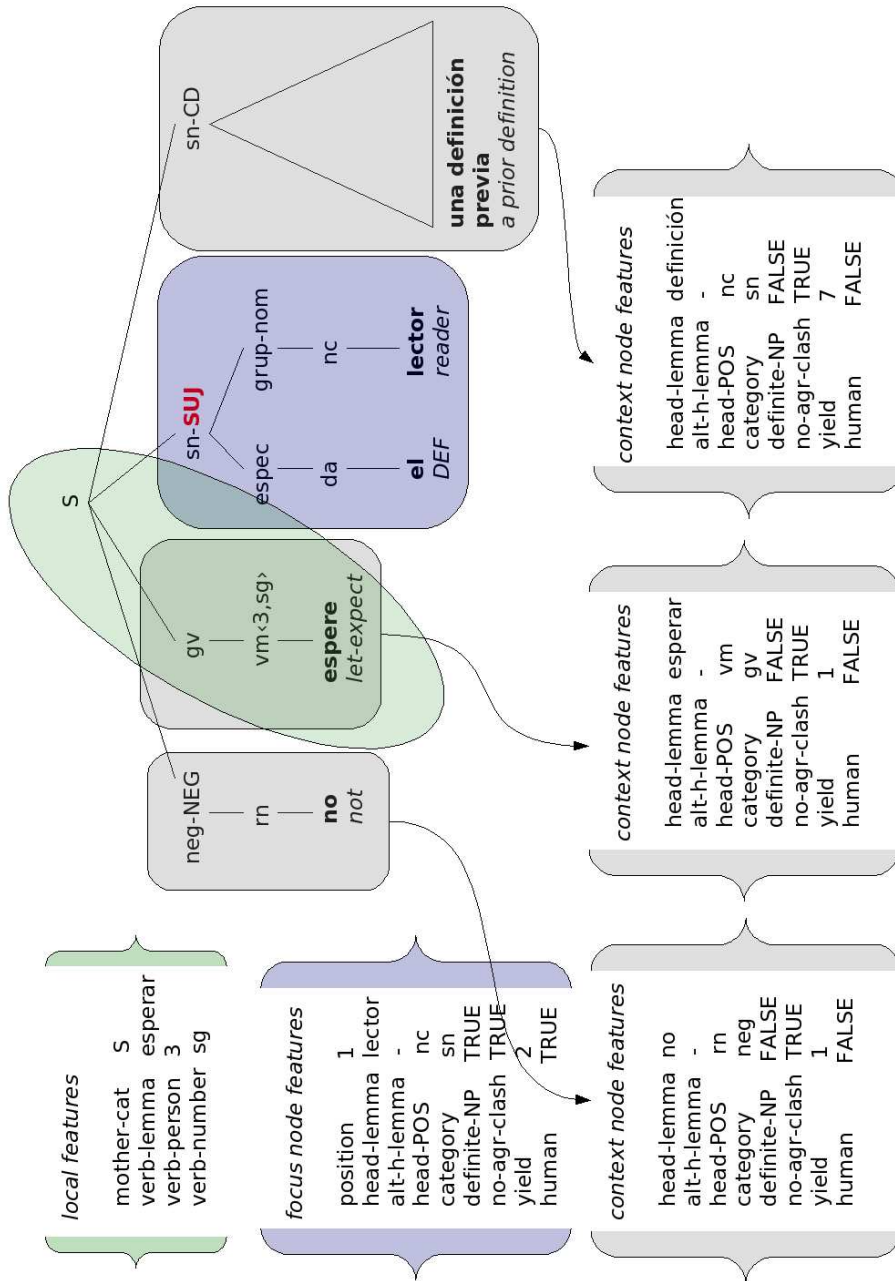 S
neg-NEG gv sn-SUJ sn-CD
espec grup-nom
rn vm‹3,sg› da nc
no espere el lector una definición
previa
not let-expect DEF reader a prior definition
local features
mother-cat S
verb-lemma esperar
verb-person 3
verb-number sg
focus node features
position 1
head-lemma lector
alt-h-lemma -
head-POS nc
category sn
definite-NP TRUE
no-agr-clash TRUE
yield 2
human TRUE
context node features
head-lemma no
alt-h-lemma -
head-POS rn
category neg
definite-NP FALSE
no-agr-clash TRUE
yield 1
human FALSE
context node features
head-lemma esperar
alt-h-lemma -
head-POS vm
category gv
definite-NP FALSE
no-agr-clash TRUE
yield 1
human FALSE
context node features
head-lemma definición
alt-h-lemma -
head-POS nc
category sn
definite-NP FALSE
no-agr-clash TRUE
yield 7
human FALSE